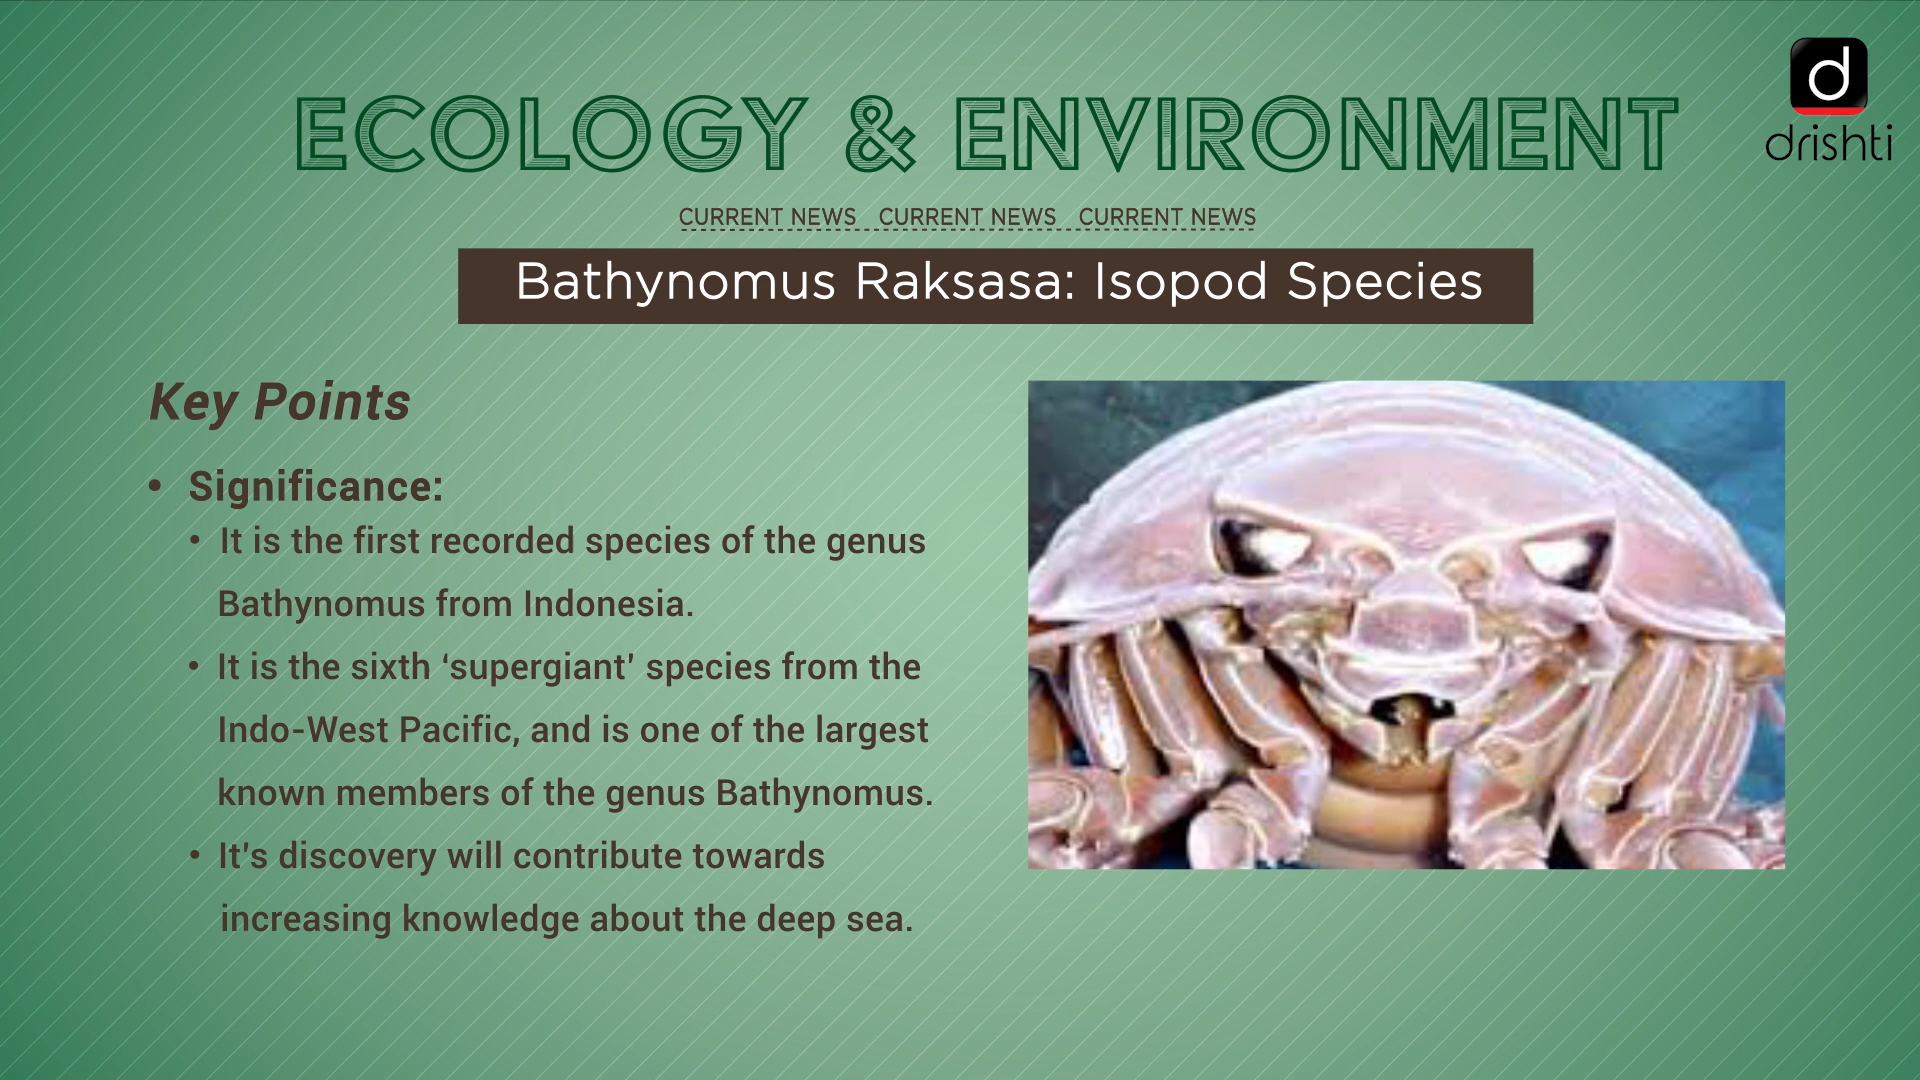 d
drishti
ECOLOGY & ENVIRONMENT
CURRENT NEWS CURRENT NEWS CURRENT NEWS
Bathynomus Raksasa: Isopod Species
Key Points
• Significance:
• It is the first recorded species of the genus
Bathynomus from Indonesia.
• It is the sixth ‘supergiant’ species from the
Indo-West Pacific, and is one of the largest
known members of the genus Bathynomus.
• It's discovery will contribute towards
increasing knowledge about the deep sea.